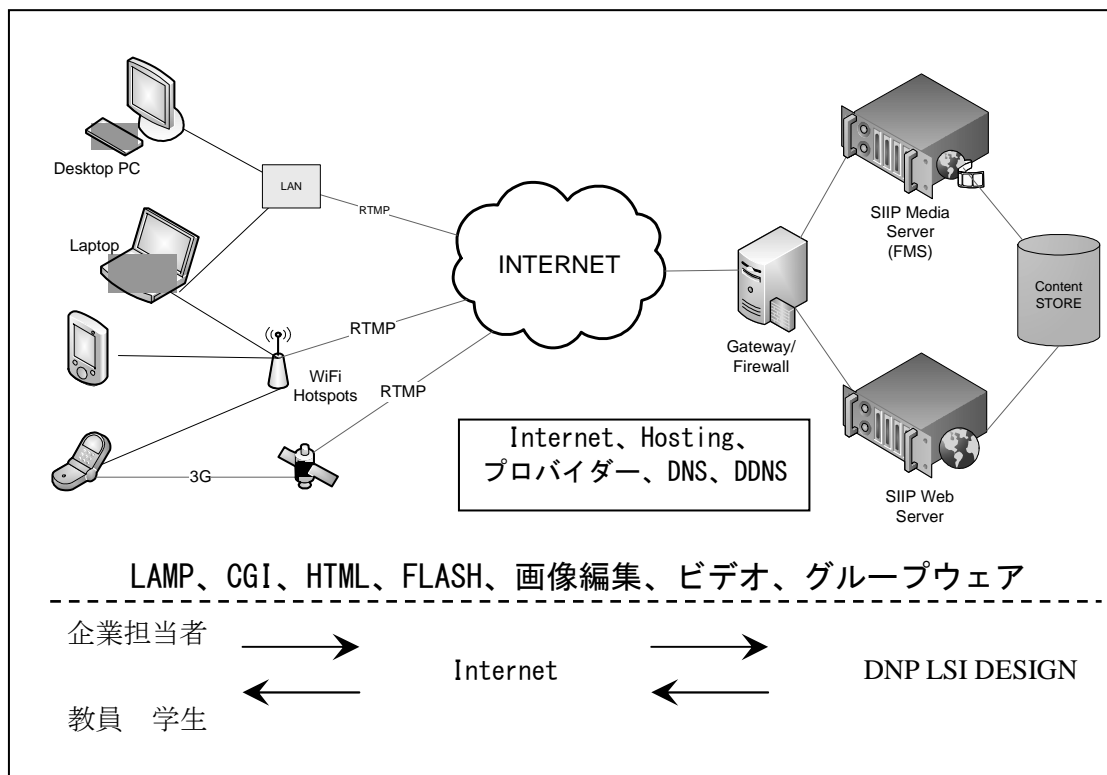 Desktop PC
LAN
RTMP
Laptop
INTERNET
SIIP Media
Server
(FMS)
Content
STORE
Gateway/
Firewall
RTMP
WiFi
Hotspots
RTMP
3G
Internet、Hosting、
プロバイダー、DNS、DDNS
SIIP Web
Server
LAMP、CGI、HTML、FLASH、画像編集、ビデオ、グループウェア
企業担当者
Internet
DNP LSI DESIGN
教員　学生